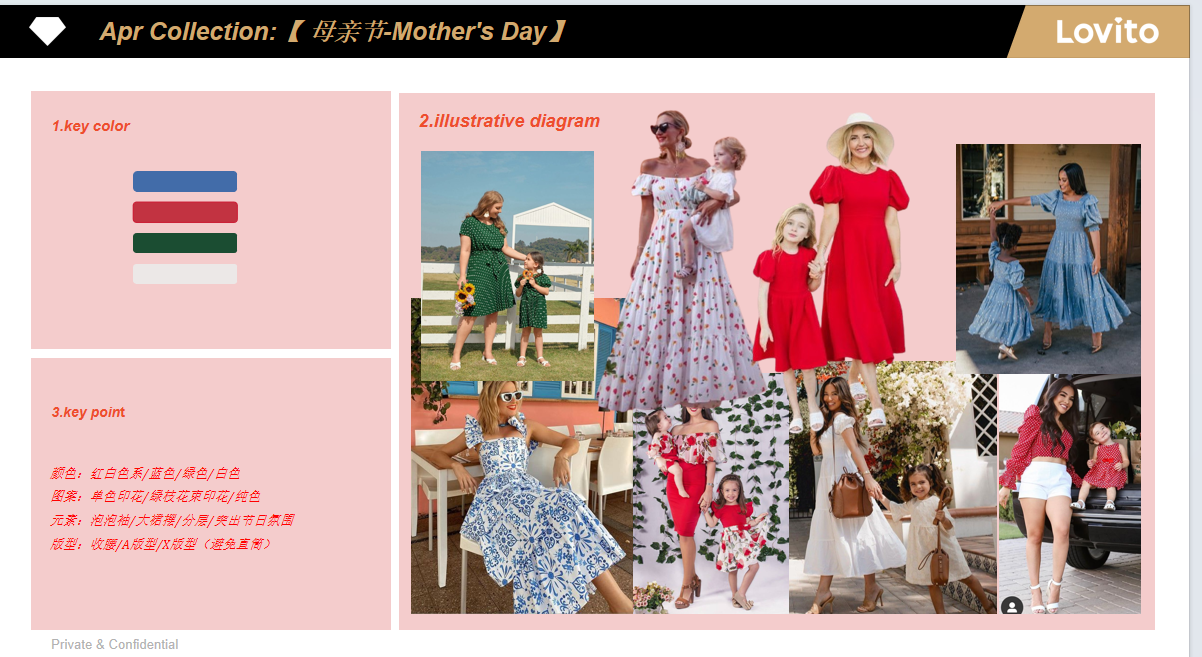 Apr Collection:【 母亲节-Mother's Day】
Lovito
1.key color
2.illustrative diagram
3.key point
颜色：红白色系/蓝色/绿色/白色
图案：单色印花/绿枝花束印花/纯色
元素：泡泡袖/大裙摆/分层/突出节日氛围
版型：收腰/A版型/X版型（避免直筒）
Private & Confidential